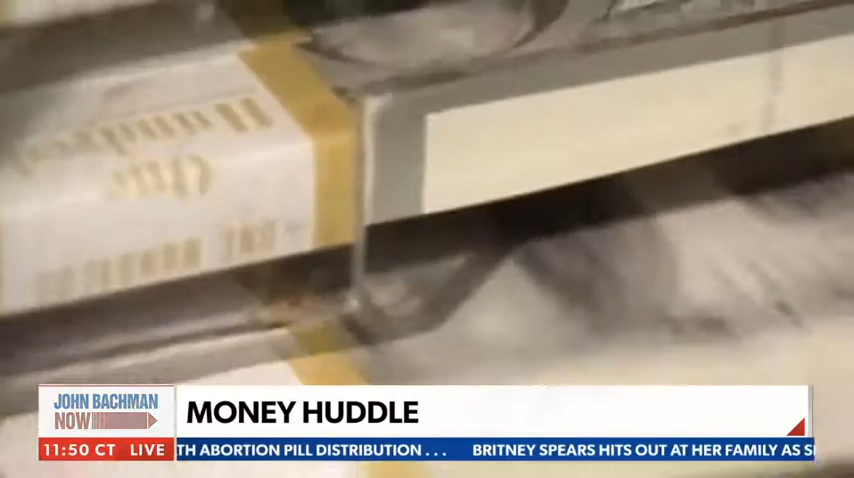 JOHN BACHMAN
NOW
MONEY HUDDLE
11:50 CT LIVE
TH ABORTION PILL DISTRIBUTION . . . BRITNEY SPEARS HITS OUT AT HER FAMILY AS